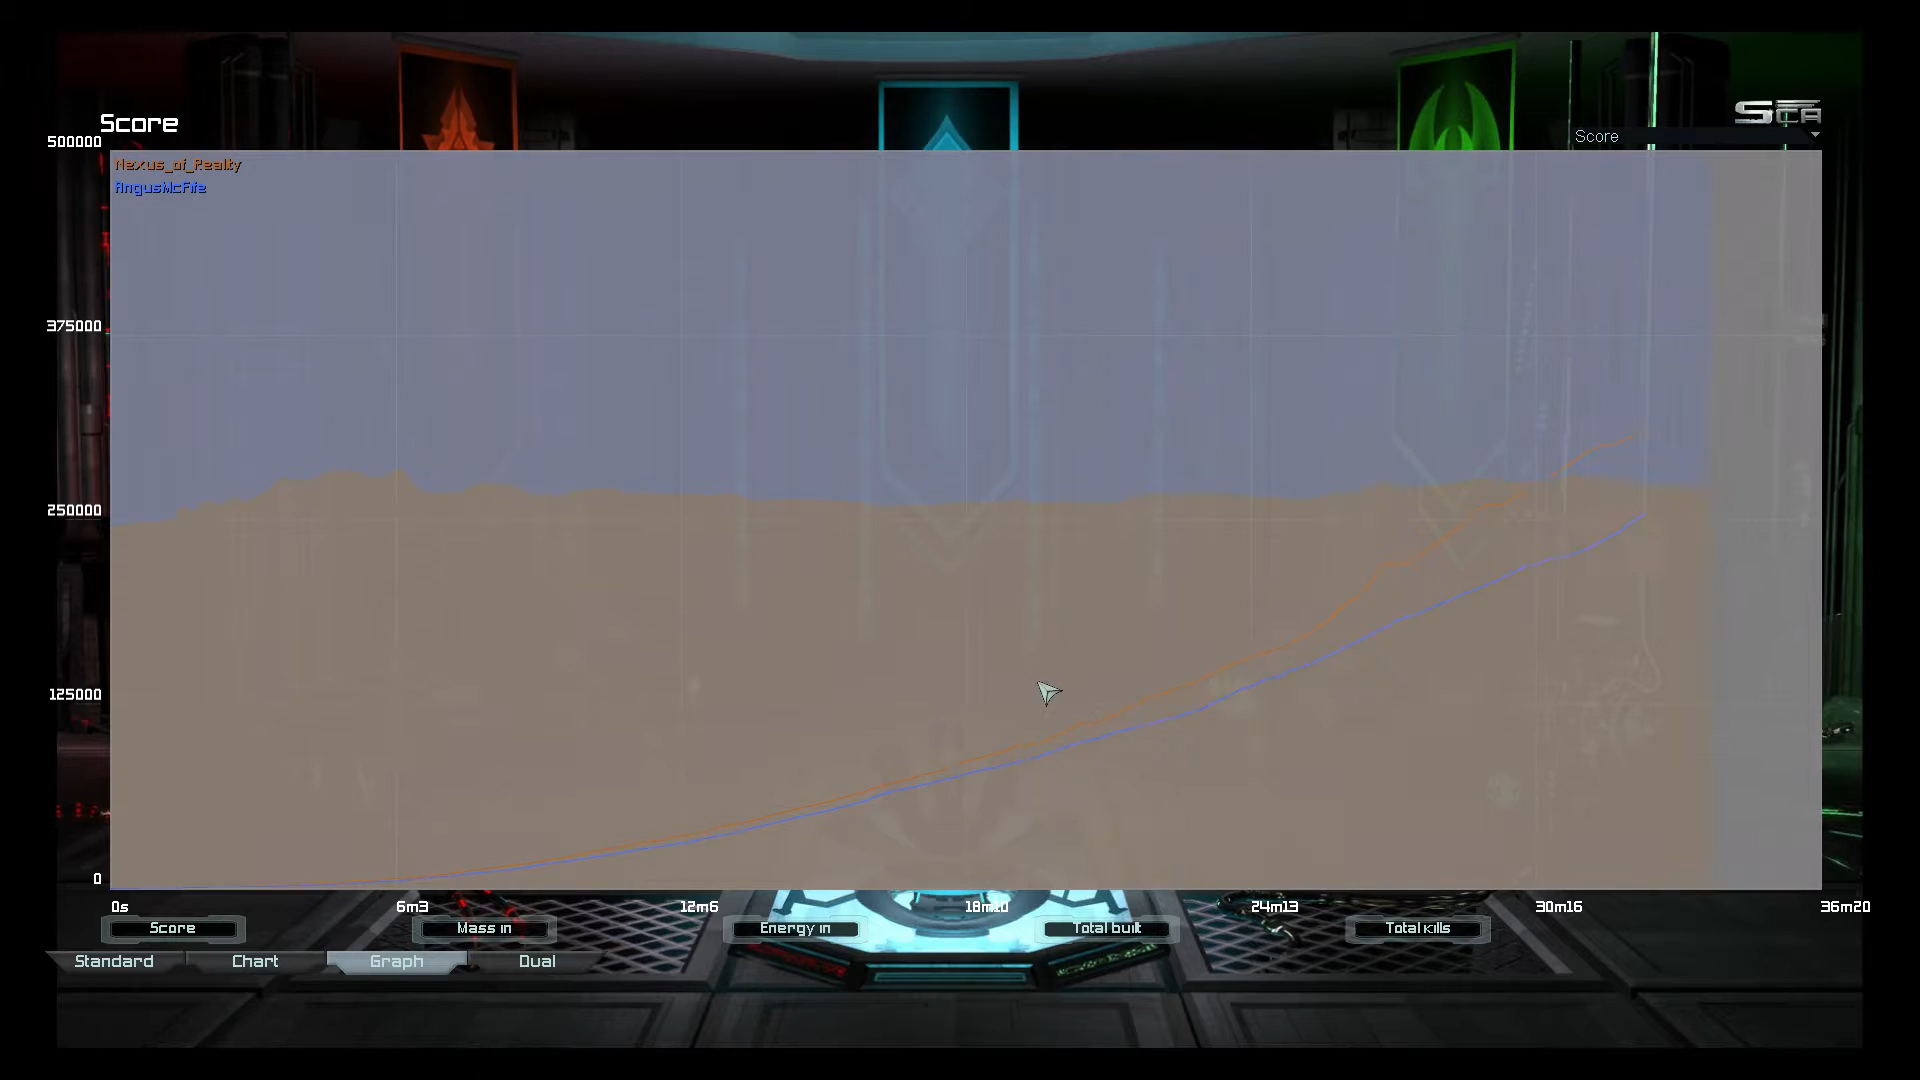 Score
SCA
Score
500000
Nexus_of_Reality
AngusMcFife
375000
250000
125000
0
0s 6m3 12m6 18m10 24m13 30m16 36m20
Score Mass in Energy in Total built Total kills
Standard Chart Graph Dual